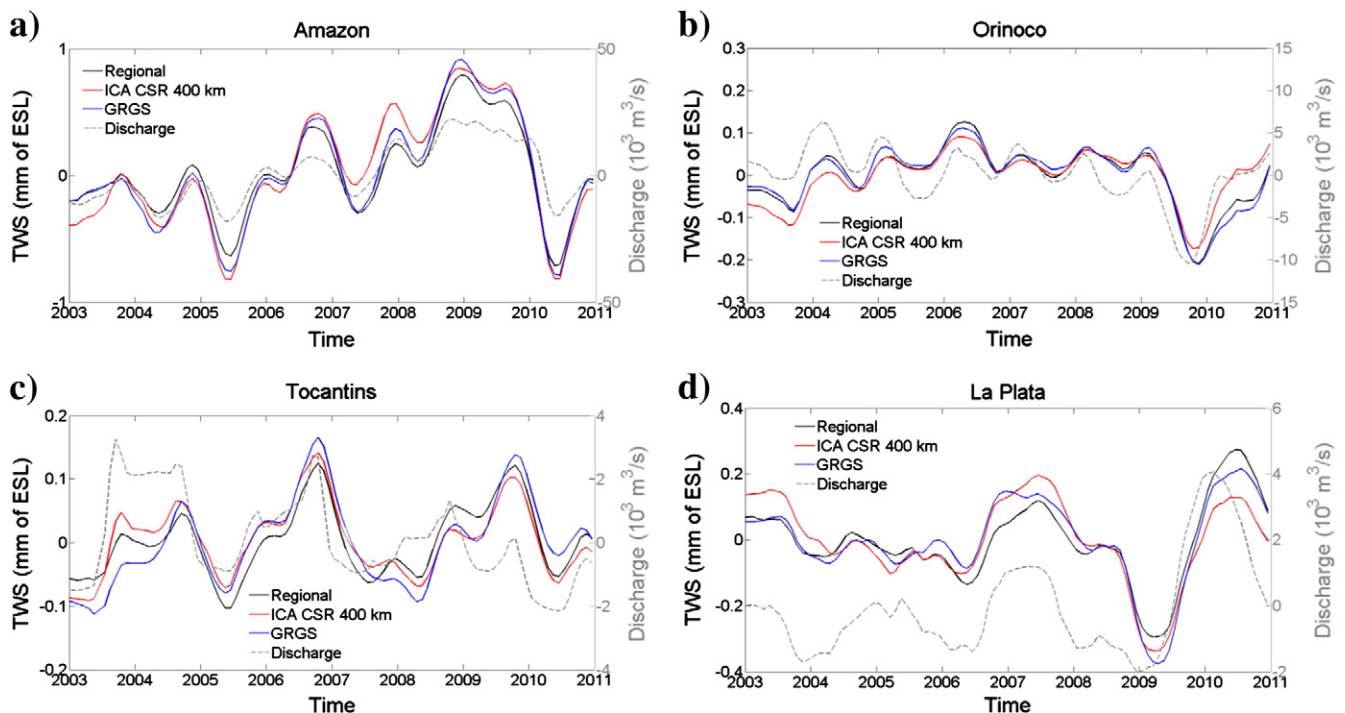 a)
Amazon
1
0
-1
TWS (mm of ESL)
Regional
ICA CSR 400 km
GRGS
Discharge
50
0
-50
Discharge (10³ m³/s)
2003 2004 2005 2006 2007 2008 2009 2010 2011
Time
b)
Orinoco
0.3
0.2
0.1
0
-0.1
-0.2
-0.3
TWS (mm of ESL)
Regional
ICA CSR 400 km
GRGS
Discharge
15
10
5
0
-5
-10
-15
Discharge (10³ m³/s)
2003 2004 2005 2006 2007 2008 2009 2010 2011
Time
c)
Tocantins
0.2
0.1
0
-0.1
-0.2
TWS (mm of ESL)
Regional
ICA CSR 400 km
GRGS
Discharge
4
2
0
-2
-4
Discharge (10³ m³/s)
2003 2004 2005 2006 2007 2008 2009 2010 2011
Time
d)
La Plata
0.4
0.2
0
-0.2
-0.4
TWS (mm of ESL)
Regional
ICA CSR 400 km
GRGS
Discharge
6
4
2
0
-2
Discharge (10³ m³/s)
2003 2004 2005 2006 2007 2008 2009 2010 2011
Time